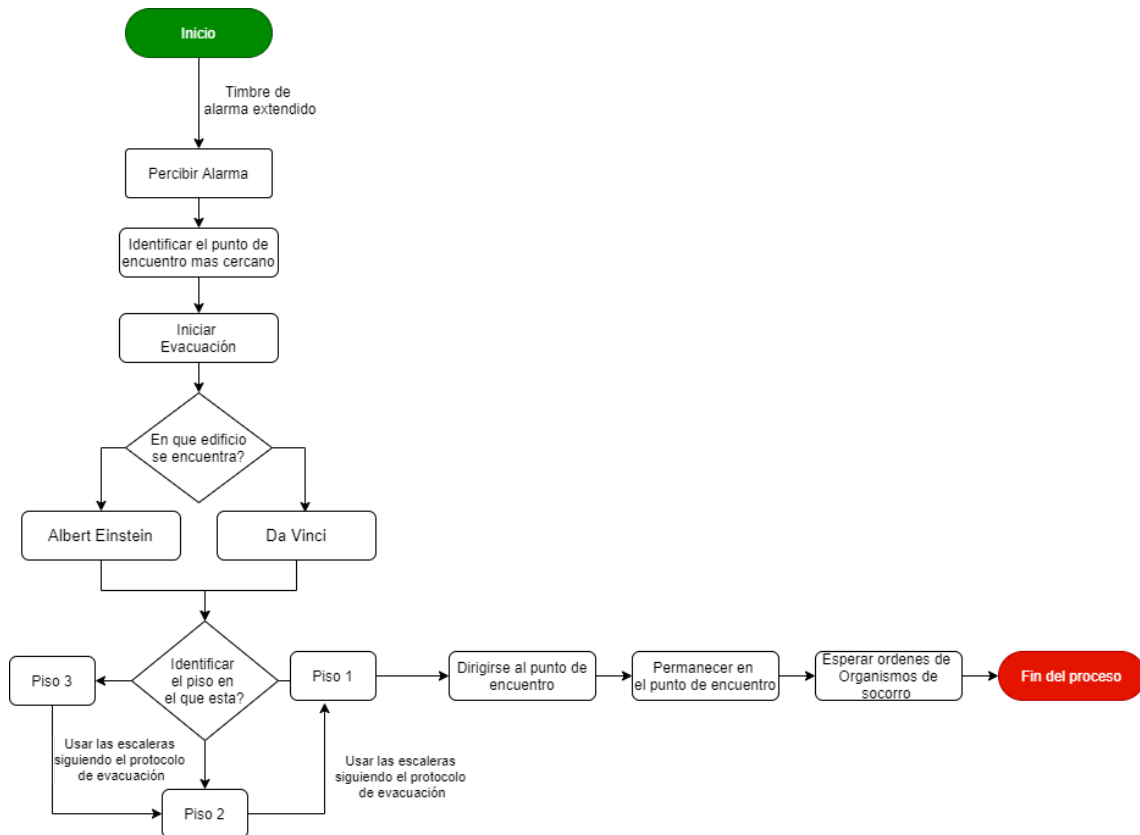 Inicio
Timbre de
alarma extendido
Percibir Alarma
Identificar el punto de
encuentro mas cercano
Iniciar
Evacuación
En que edificio
se encuentra?
Albert Einstein
Da Vinci
Identificar
el piso en
el que esta?
Piso 3
Piso 1
Dirigirse al punto de
encuentro
Permanecer en
el punto de encuentro
Esperar ordenes de
Organismos de
socorro
Fin del proceso
Usar las escaleras
siguiendo el protocolo
de evacuación
Usar las escaleras
siguiendo el protocolo
de evacuación
Piso 2